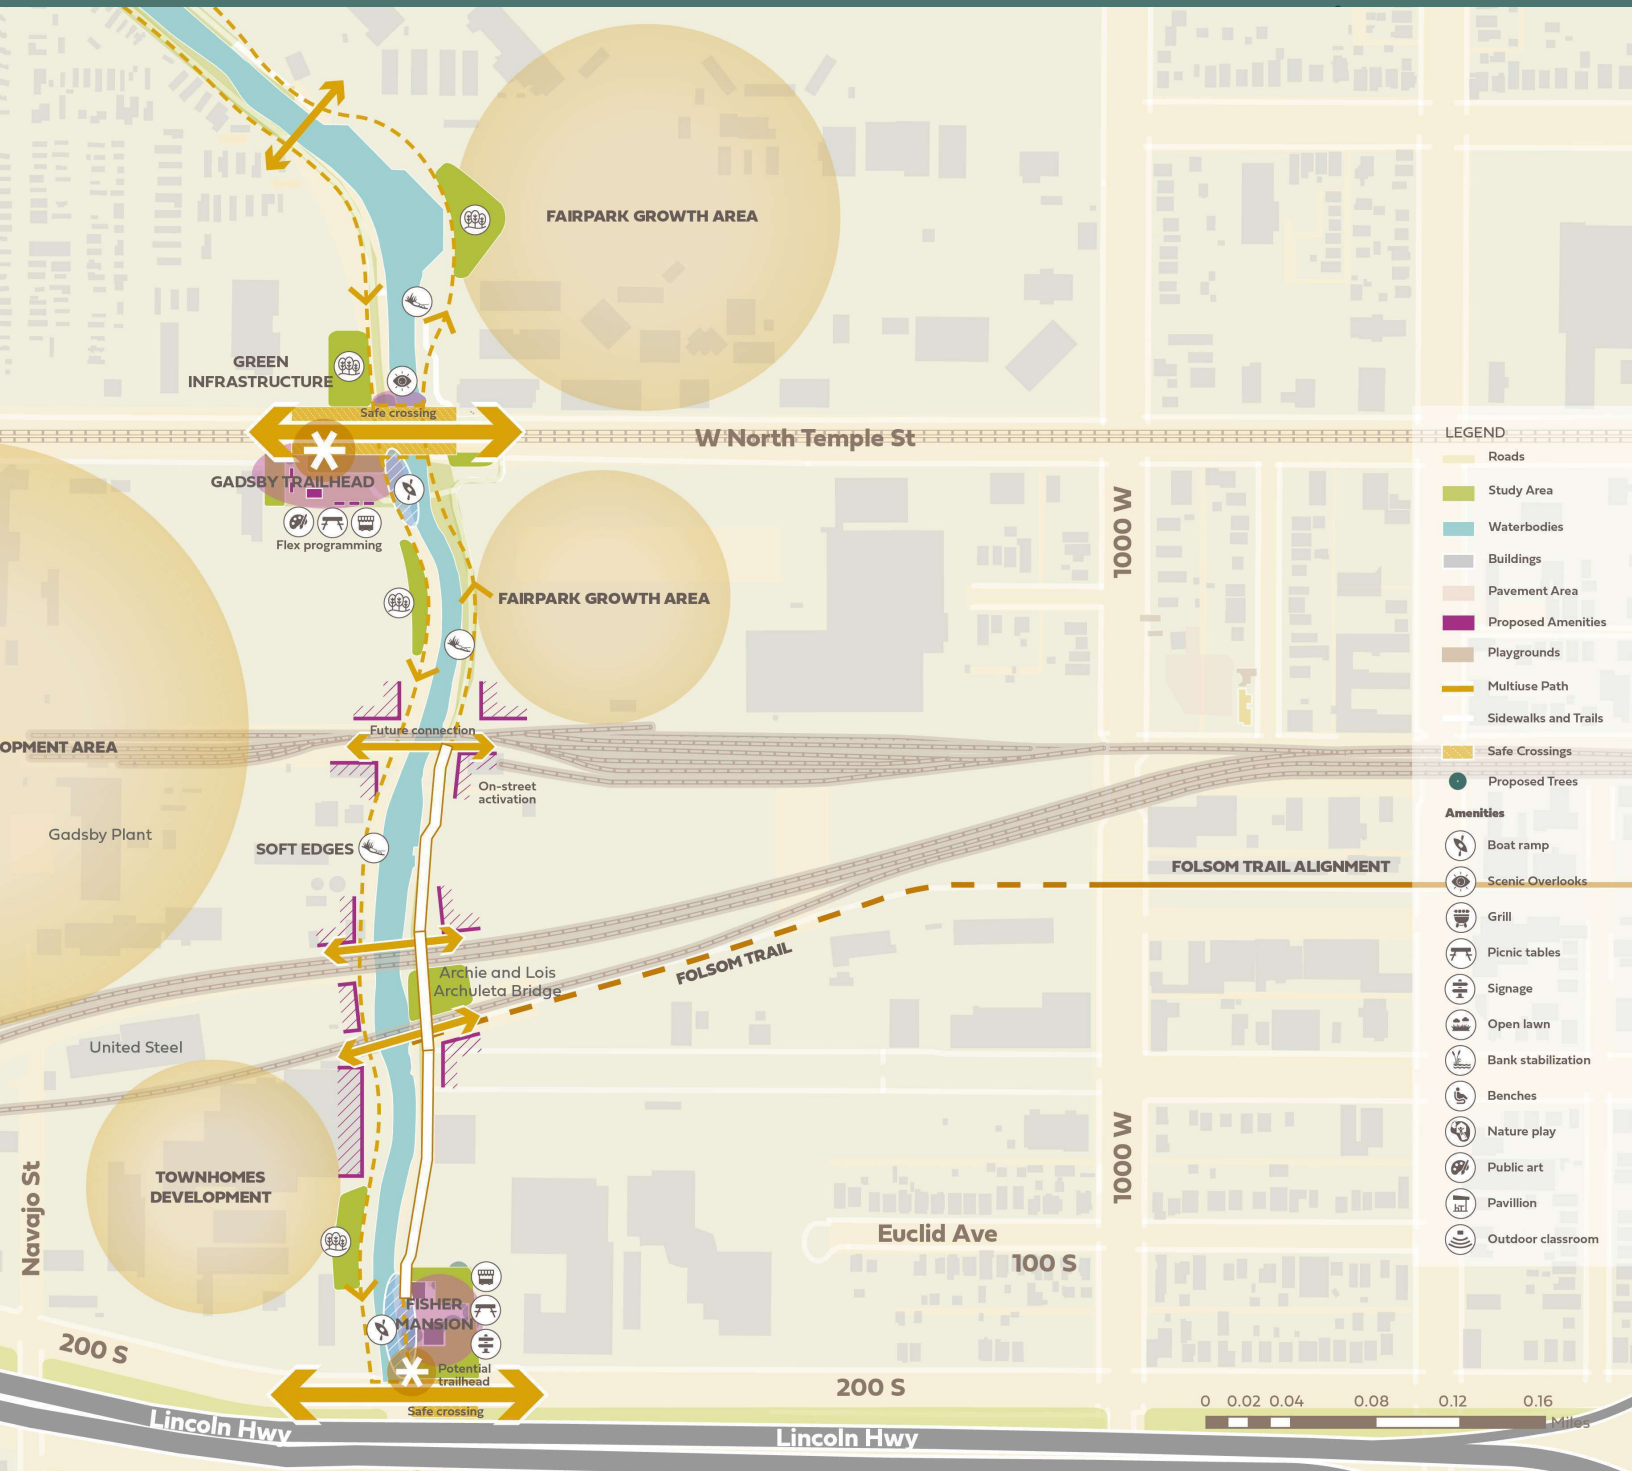 FAIRPARK GROWTH AREA
GREEN
INFRASTRUCTURE
Safe crossing
W North Temple St
GADSBY TRAILHEAD
Flex programming
FAIRPARK GROWTH AREA
1000 W
Future connection
OPMENT AREA
On-street
activation
Gadsby Plant
SOFT EDGES
FOLSOM TRAIL ALIGNMENT
FOLSOM TRAIL
Archie and Lois
Archuleta Bridge
United Steel
TOWNHOMES
DEVELOPMENT
Navajo St
1000 W
Euclid Ave
100 S
FISHER
MANSION
Potential
trailhead
200 S
200 S
Safe crossing
Lincoln Hwy
Lincoln Hwy
LEGEND
Roads
Study Area
Waterbodies
Buildings
Pavement Area
Proposed Amenities
Playgrounds
Multiuse Path
Sidewalks and Trails
Safe Crossings
Proposed Trees
Amenities
Boat ramp
Scenic Overlooks
Grill
Picnic tables
Signage
Open lawn
Bank stabilization
Benches
Nature play
Public art
Pavillion
Outdoor classroom
0 0.02 0.04 0.08 0.12 0.16
Miles